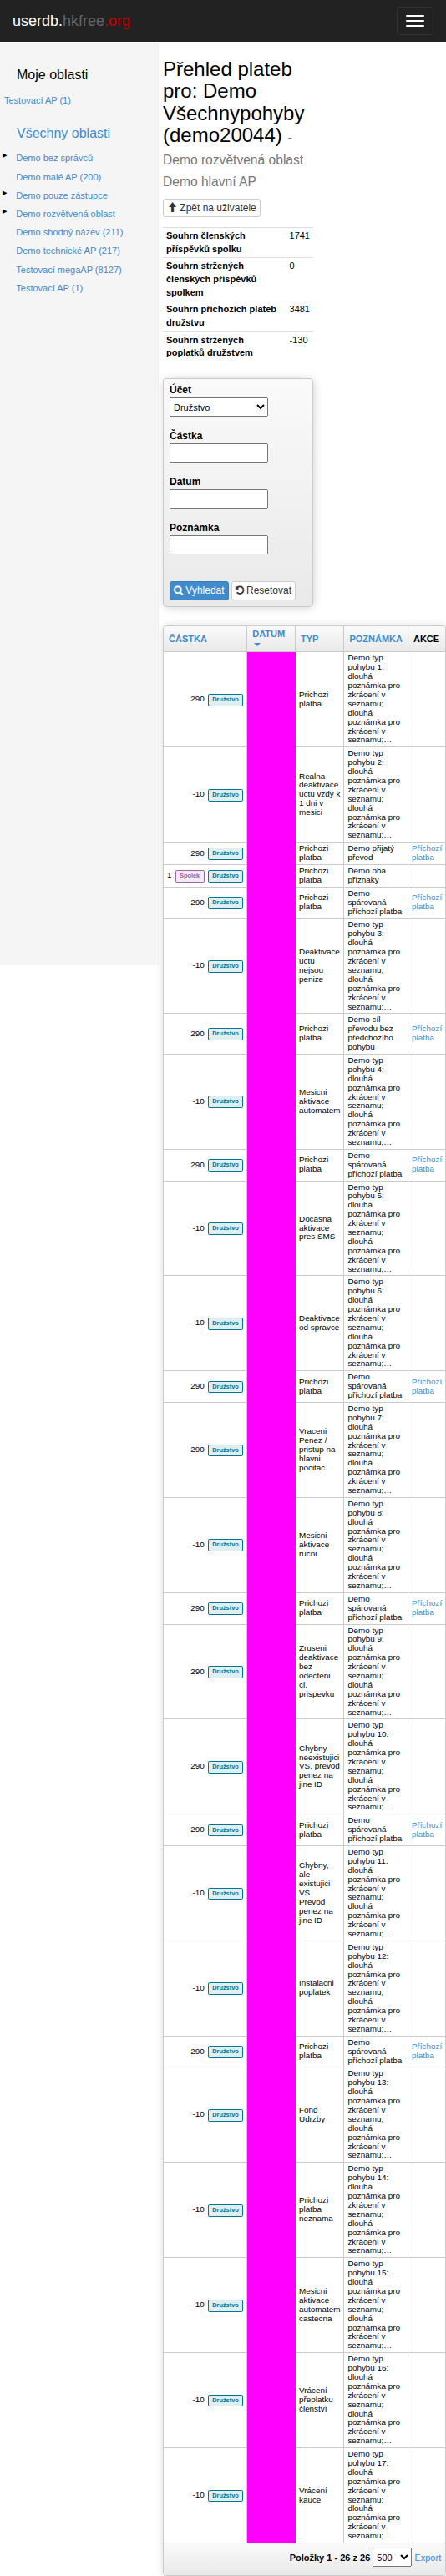 userdb.hkfree.org
Moje oblasti
Testovací AP (1)
Všechny oblasti
Demo bez správců
Demo malé AP (200)
Demo pouze zástupce
Demo rozvětvená oblast
Demo shodný název (211)
Demo technické AP (217)
Testovací megaAP (8127)
Testovací AP (1)
Přehled plateb
pro: Demo
Všechnypohyby
(demo20044) -
Demo rozvětvená oblast
Demo hlavní AP
Zpět na uživatele
Souhrn členských
příspěvků spolku
1741
Souhrn stržených
členských příspěvků
spolkem
0
Souhrn příchozích plateb
družstvu
3481
Souhrn stržených
poplatků družstvem
-130
Účet
Družstvo
Částka
Datum
Poznámka
Vyhledat
Resetovat
ČÁSTKA DATUM TYP POZNÁMKA AKCE
290 Družstvo
Prichozi
platba
Demo typ
pohybu 1:
dlouhá
poznámka pro
zkrácení v
seznamu;
dlouhá
poznámka pro
zkrácení v
seznamu;…
-10 Družstvo
Realna
deaktivace
uctu vzdy k
1 dni v
mesici
Demo typ
pohybu 2:
dlouhá
poznámka pro
zkrácení v
seznamu;
dlouhá
poznámka pro
zkrácení v
seznamu;…
290 Družstvo
Prichozi
platba
Demo přijatý
převod
Příchozí
platba
1 Spolek Družstvo
Prichozi
platba
Demo oba
příznaky
290 Družstvo
Prichozi
platba
Demo
spárovaná
příchozí platba
Příchozí
platba
-10 Družstvo
Deaktivace
uctu
nejsou
penize
Demo typ
pohybu 3:
dlouhá
poznámka pro
zkrácení v
seznamu;
dlouhá
poznámka pro
zkrácení v
seznamu;…
290 Družstvo
Prichozi
platba
Demo cíl
převodu bez
předchozího
pohybu
Příchozí
platba
-10 Družstvo
Mesicni
aktivace
automatem
Demo typ
pohybu 4:
dlouhá
poznámka pro
zkrácení v
seznamu;
dlouhá
poznámka pro
zkrácení v
seznamu;…
290 Družstvo
Prichozi
platba
Demo
spárovaná
příchozí platba
Příchozí
platba
-10 Družstvo
Docasna
aktivace
pres SMS
Demo typ
pohybu 5:
dlouhá
poznámka pro
zkrácení v
seznamu;
dlouhá
poznámka pro
zkrácení v
seznamu;…
-10 Družstvo
Deaktivace
od spravce
Demo typ
pohybu 6:
dlouhá
poznámka pro
zkrácení v
seznamu;
dlouhá
poznámka pro
zkrácení v
seznamu;…
290 Družstvo
Prichozi
platba
Demo
spárovaná
příchozí platba
Příchozí
platba
290 Družstvo
Vraceni
Penez /
pristup na
hlavni
pocitac
Demo typ
pohybu 7:
dlouhá
poznámka pro
zkrácení v
seznamu;
dlouhá
poznámka pro
zkrácení v
seznamu;…
-10 Družstvo
Mesicni
aktivace
rucni
Demo typ
pohybu 8:
dlouhá
poznámka pro
zkrácení v
seznamu;
dlouhá
poznámka pro
zkrácení v
seznamu;…
290 Družstvo
Prichozi
platba
Demo
spárovaná
příchozí platba
Příchozí
platba
290 Družstvo
Zruseni
deaktivace
bez
odecteni
cl.
prispevku
Demo typ
pohybu 9:
dlouhá
poznámka pro
zkrácení v
seznamu;
dlouhá
poznámka pro
zkrácení v
seznamu;…
290 Družstvo
Chybny -
neexistujici
VS, prevod
penez na
jine ID
Demo typ
pohybu 10:
dlouhá
poznámka pro
zkrácení v
seznamu;
dlouhá
poznámka pro
zkrácení v
seznamu;…
290 Družstvo
Prichozi
platba
Demo
spárovaná
příchozí platba
Příchozí
platba
-10 Družstvo
Chybny,
ale
existujici
VS.
Prevod
penez na
jine ID
Demo typ
pohybu 11:
dlouhá
poznámka pro
zkrácení v
seznamu;
dlouhá
poznámka pro
zkrácení v
seznamu;…
-10 Družstvo
Instalacni
poplatek
Demo typ
pohybu 12:
dlouhá
poznámka pro
zkrácení v
seznamu;
dlouhá
poznámka pro
zkrácení v
seznamu;…
290 Družstvo
Prichozi
platba
Demo
spárovaná
příchozí platba
Příchozí
platba
-10 Družstvo
Fond
Udrzby
Demo typ
pohybu 13:
dlouhá
poznámka pro
zkrácení v
seznamu;
dlouhá
poznámka pro
zkrácení v
seznamu;…
-10 Družstvo
Prichozi
platba
neznama
Demo typ
pohybu 14:
dlouhá
poznámka pro
zkrácení v
seznamu;
dlouhá
poznámka pro
zkrácení v
seznamu;…
-10 Družstvo
Mesicni
aktivace
automatem
castecna
Demo typ
pohybu 15:
dlouhá
poznámka pro
zkrácení v
seznamu;
dlouhá
poznámka pro
zkrácení v
seznamu;…
-10 Družstvo
Vrácení
přeplatku
členství
Demo typ
pohybu 16:
dlouhá
poznámka pro
zkrácení v
seznamu;
dlouhá
poznámka pro
zkrácení v
seznamu;…
-10 Družstvo
Vrácení
kauce
Demo typ
pohybu 17:
dlouhá
poznámka pro
zkrácení v
seznamu;
dlouhá
poznámka pro
zkrácení v
seznamu;…
Položky 1 - 26 z 26 500 Export